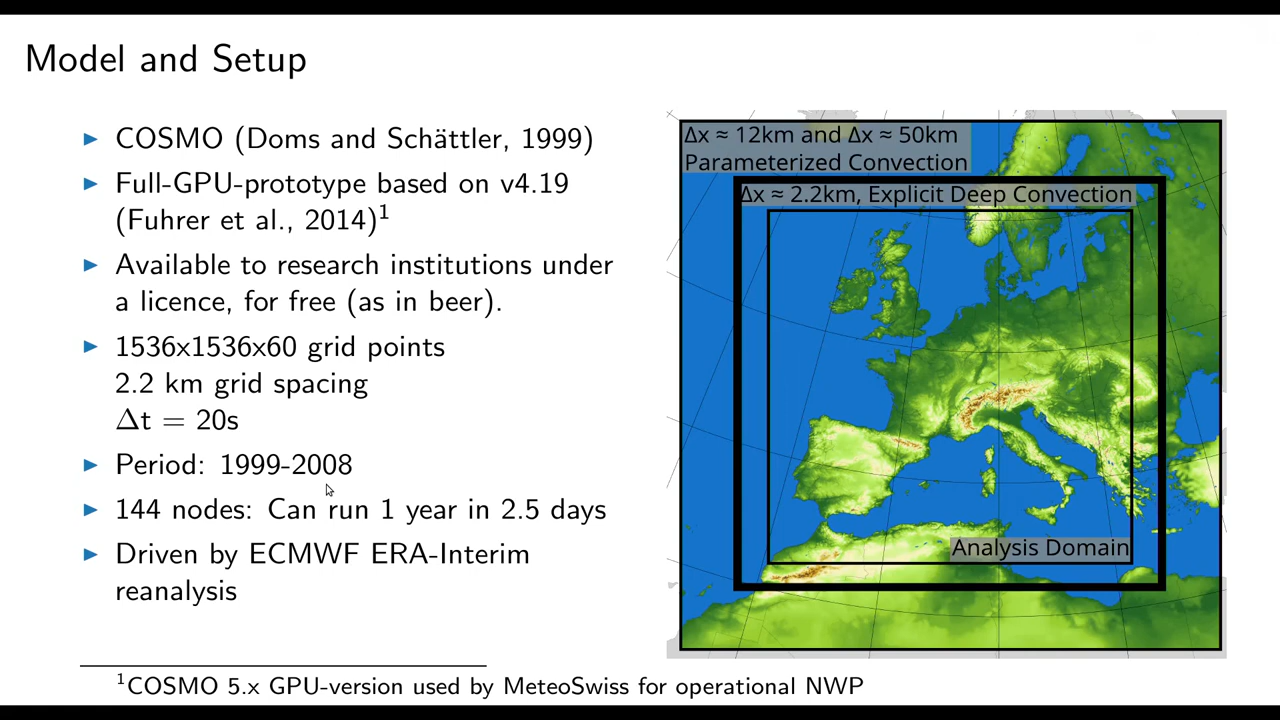 Model and Setup
COSMO (Doms and Schättler, 1999)
Full-GPU-prototype based on v4.19
(Fuhrer et al., 2014)¹
Available to research institutions under
a licence, for free (as in beer).
1536x1536x60 grid points
2.2 km grid spacing
Δt = 20s
Period: 1999-2008
144 nodes: Can run 1 year in 2.5 days
Driven by ECMWF ERA-Interim
reanalysis
Δx ≈ 12km and Δx ≈ 50km
Parameterized Convection
Δx ≈ 2.2km, Explicit Deep Convection
Analysis Domain
¹COSMO 5.x GPU-version used by MeteoSwiss for operational NWP